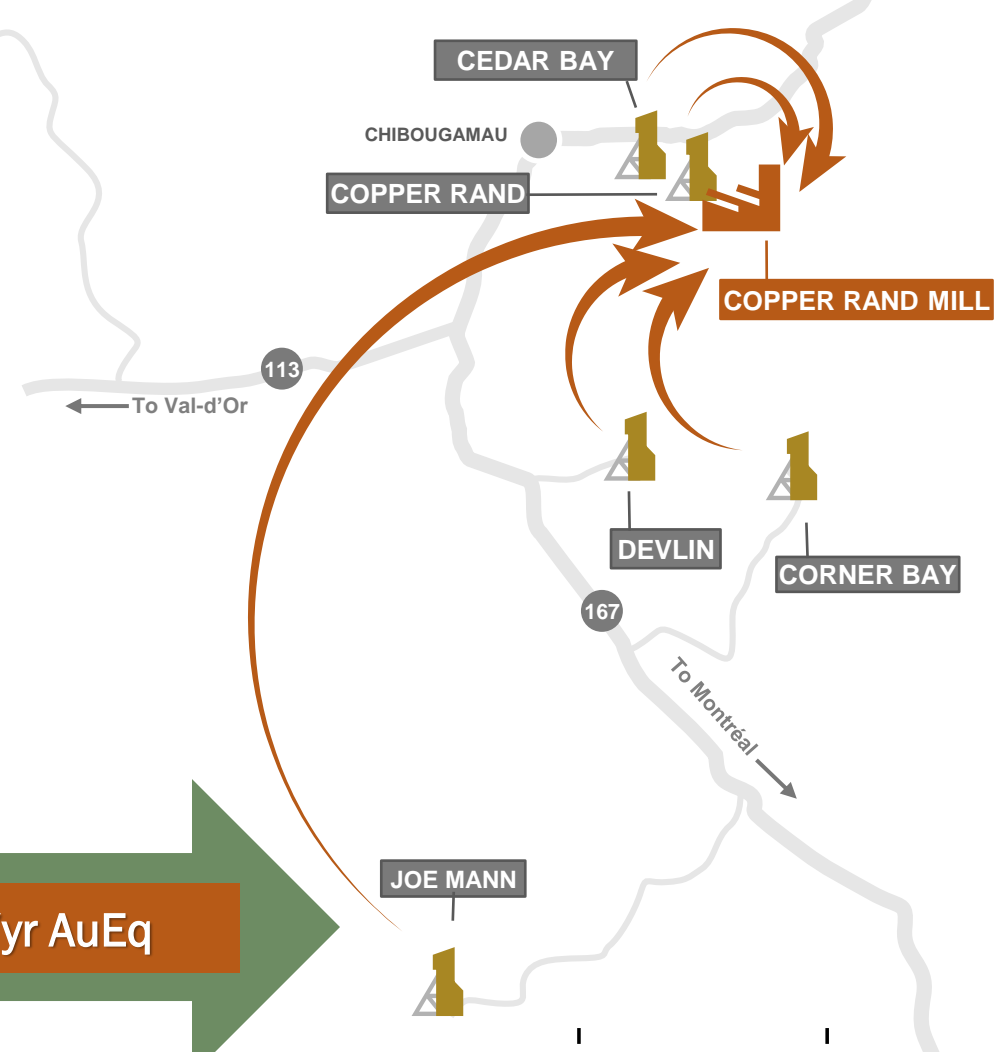 CEDAR BAY
CHIBOUGAMAU
COPPER RAND
COPPER RAND MILL
113
To Val-d'Or
DEVLIN
CORNER BAY
167
To Montréal
JOE MANN
yr AuEq